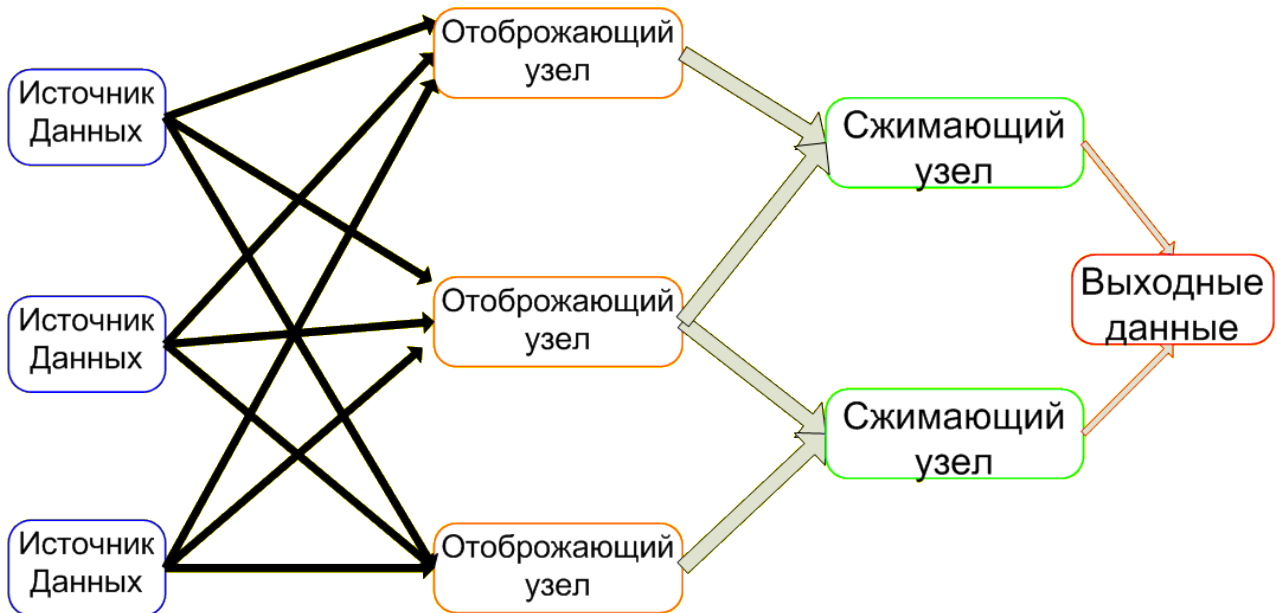 Источник
Данных
Источник
Данных
Источник
Данных
Отоброжающий
узел
Отоброжающий
узел
Отоброжающий
узел
Сжимающий
узел
Сжимающий
узел
Выходные
данные